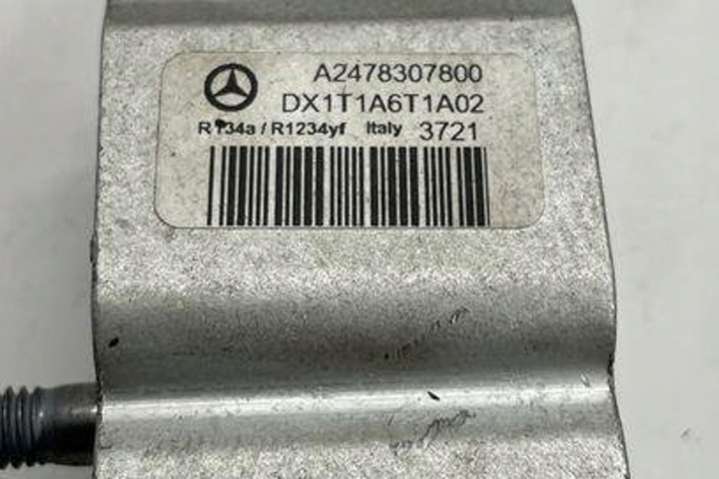 A2478307800
DX1T1A6T1A02
R134a / R1234yf Italy 3721